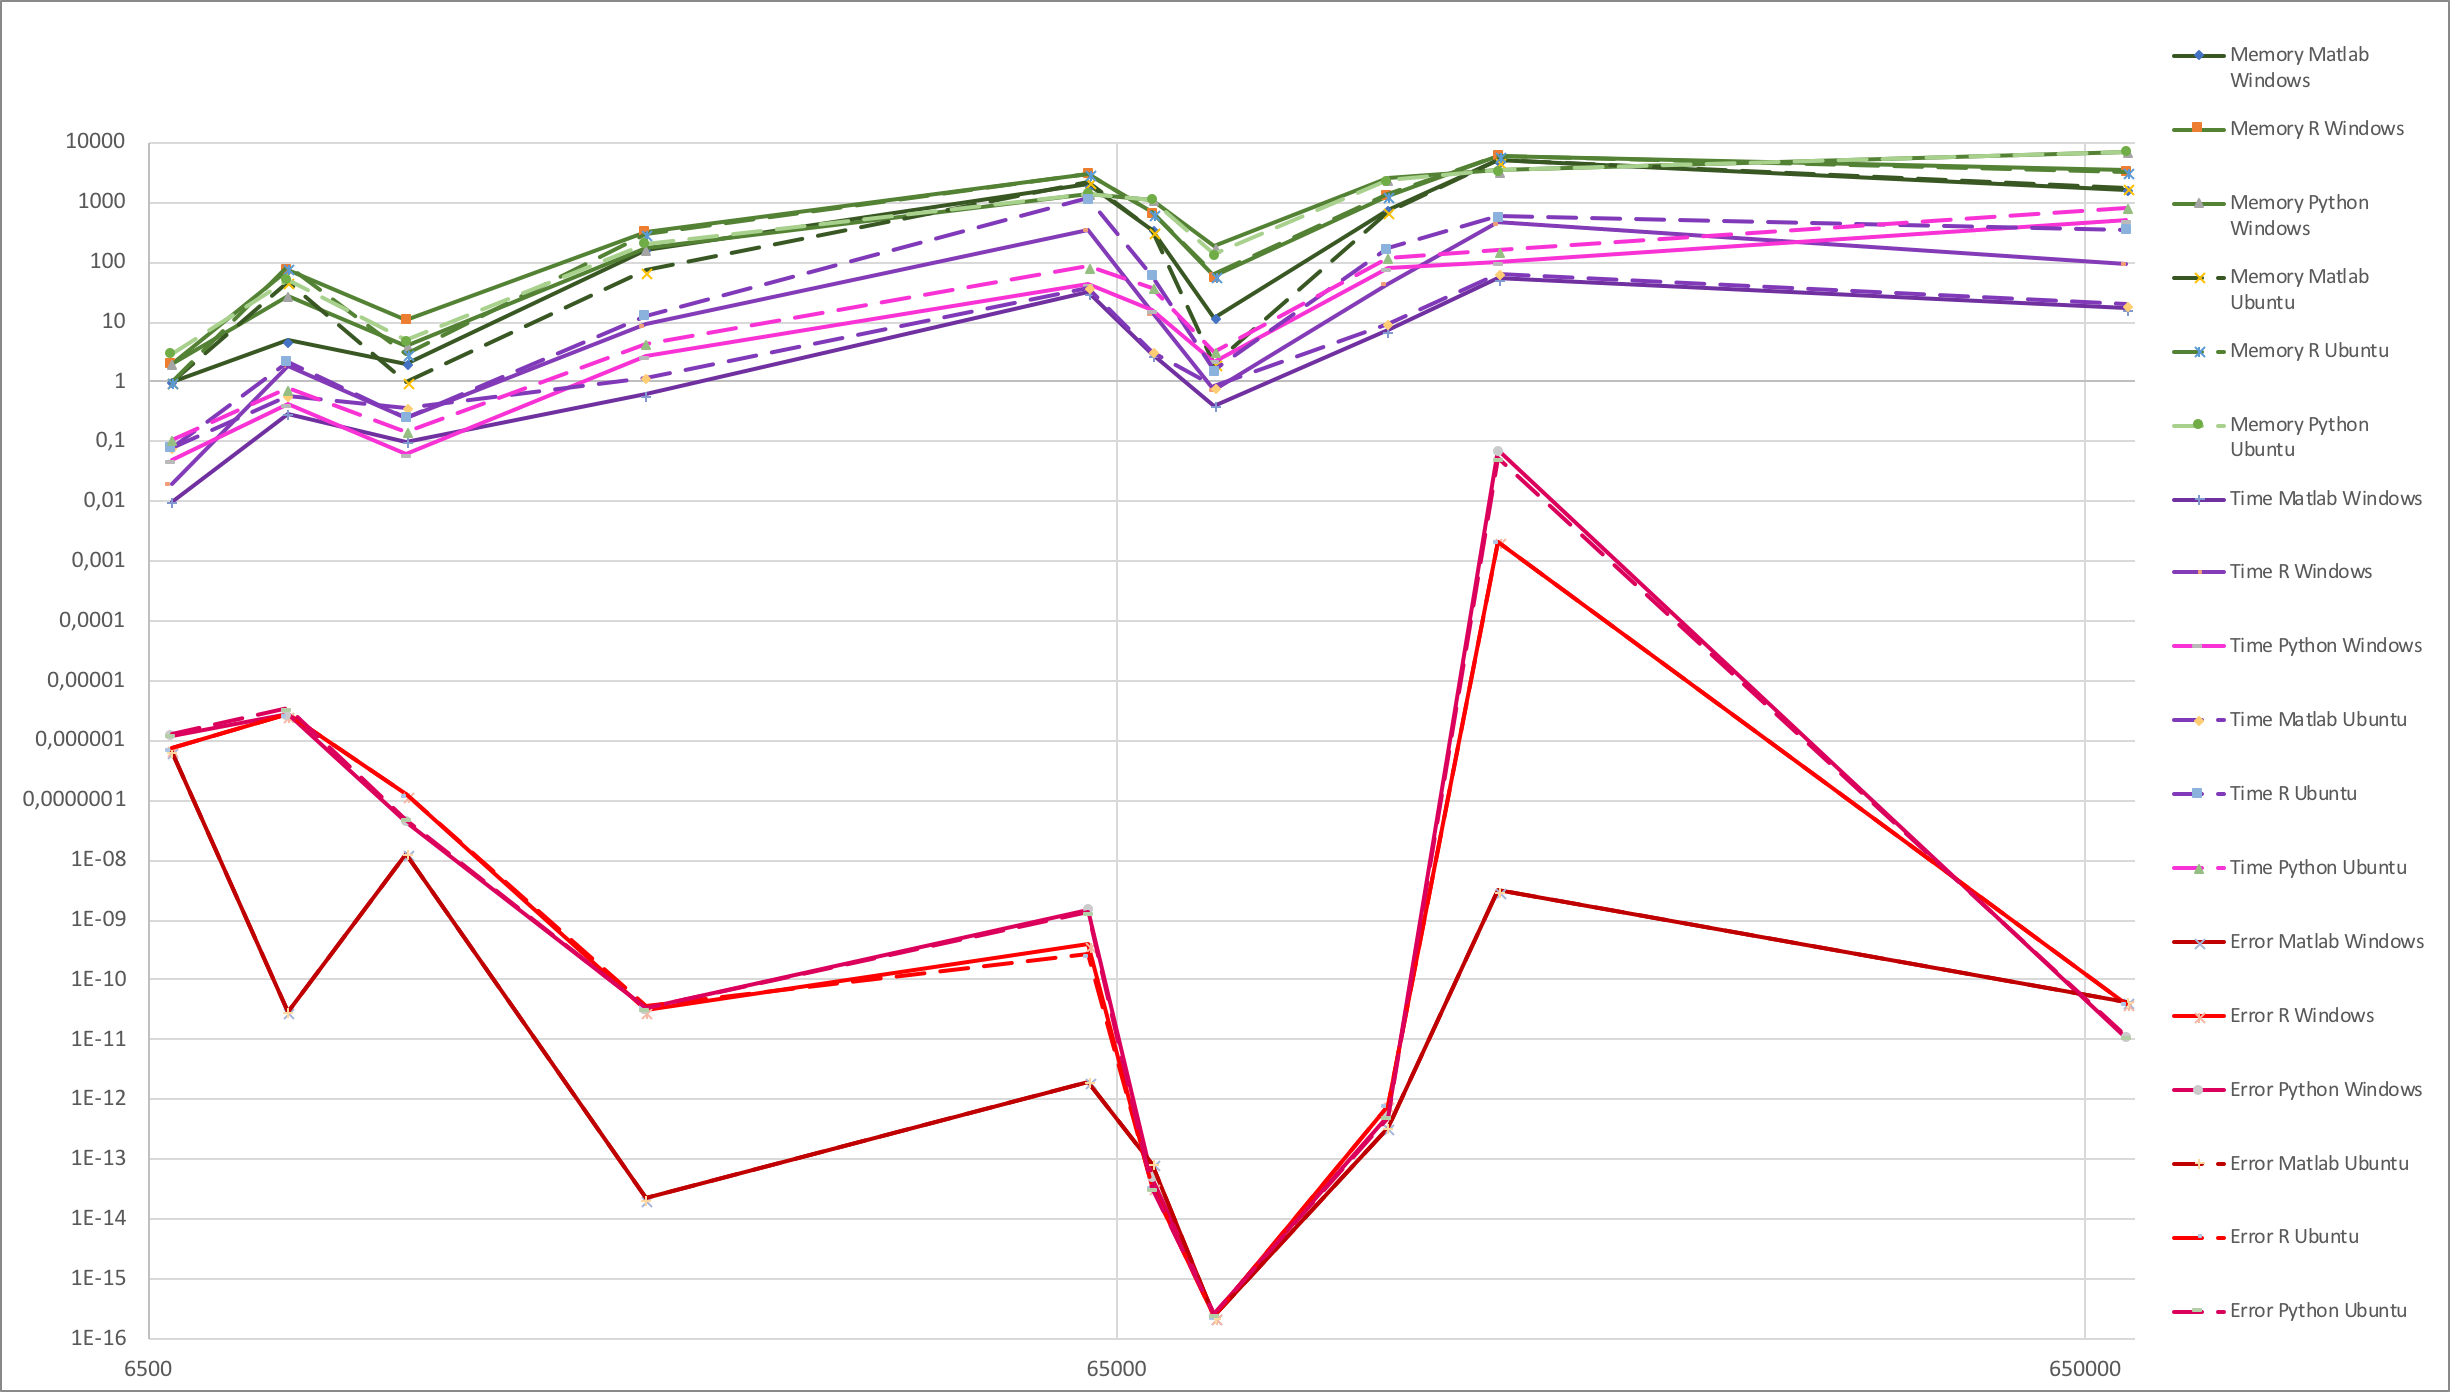 10000
1000
100
10
1
0,1
0,01
0,001
0,0001
0,00001
0,000001
0,0000001
1E-08
1E-09
1E-10
1E-11
1E-12
1E-13
1E-14
1E-15
1E-16
6500
65000
650000
Memory Matlab
Windows
Memory R Windows
Memory Python
Windows
Memory Matlab
Ubuntu
Memory R Ubuntu
Memory Python
Ubuntu
Time Matlab Windows
Time R Windows
Time Python Windows
Time Matlab Ubuntu
Time R Ubuntu
Time Python Ubuntu
Error Matlab Windows
Error R Windows
Error Python Windows
Error Matlab Ubuntu
Error R Ubuntu
Error Python Ubuntu